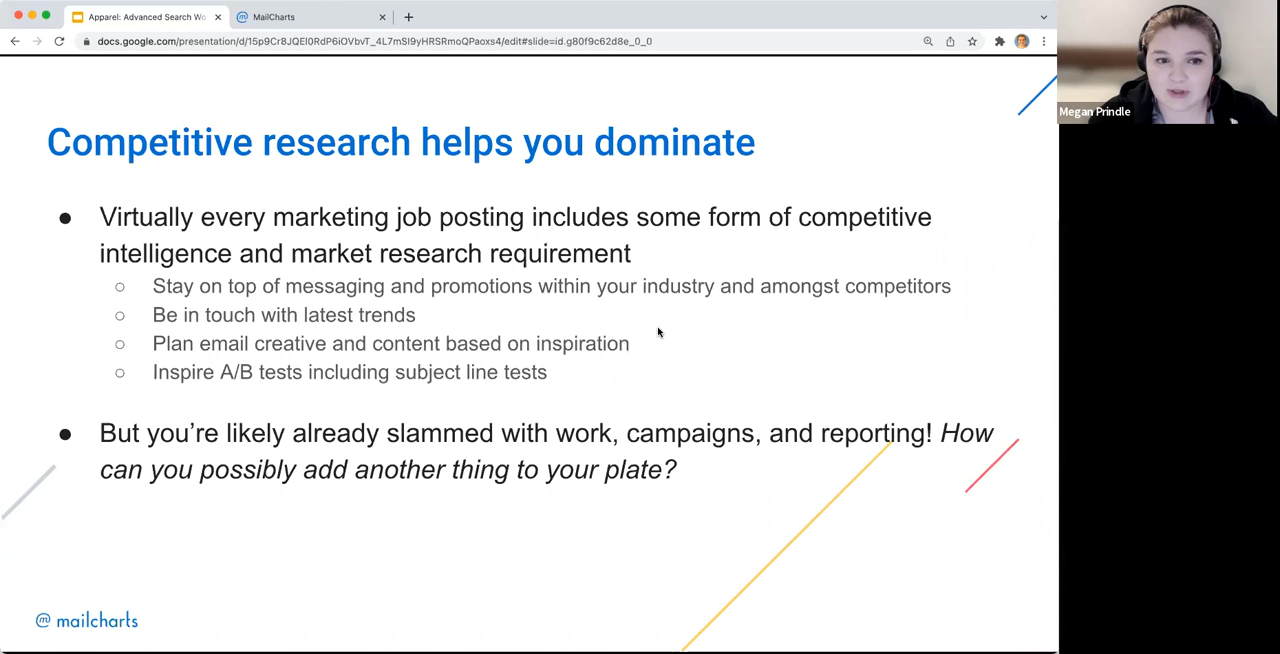 Apparel: Advanced Search Wo
MailCharts
docs.google.com/presentation/d/15p9Cr8JQEI0RdP6iOVbvT_4L7mSI9yHRSRmoQPaoxs4/edit#slide=id.g80f9c62d8e_0_0
Megan Prindle
Competitive research helps you dominate
● Virtually every marketing job posting includes some form of competitive
intelligence and market research requirement
○ Stay on top of messaging and promotions within your industry and amongst competitors
○ Be in touch with latest trends
○ Plan email creative and content based on inspiration
○ Inspire A/B tests including subject line tests
● But you’re likely already slammed with work, campaigns, and reporting! How
can you possibly add another thing to your plate?
@ mailcharts